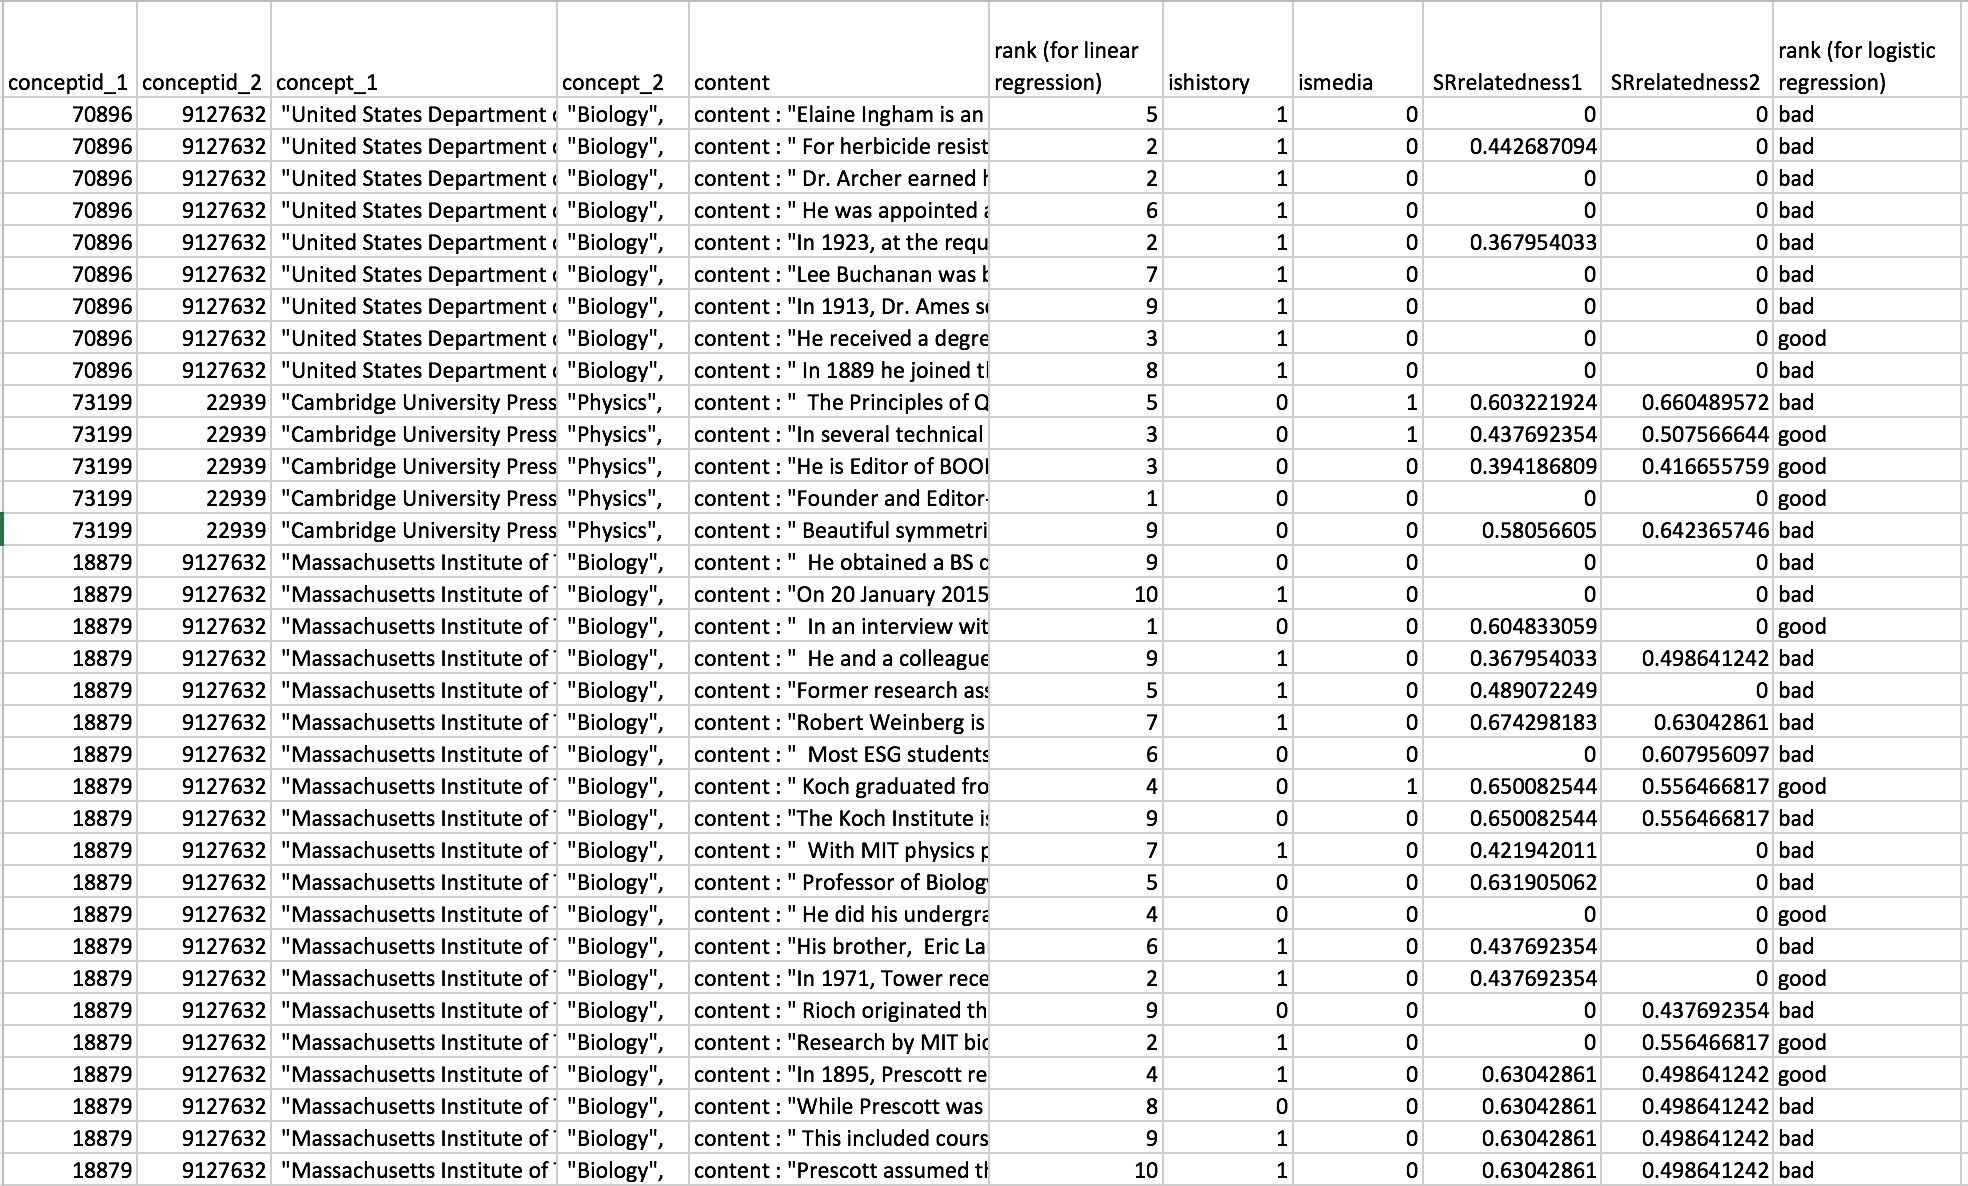 conceptid_1 conceptid_2 concept_1 concept_2 content rank (for linear regression) ishistory ismedia SRrelatedness1 SRrelatedness2 rank (for logistic regression)
70896 9127632 "United States Department "Biology", content : "Elaine Ingham is an 5 1 0 0 0 bad
70896 9127632 "United States Department "Biology", content : " For herbicide resist 2 1 0 0.442687094 0 bad
70896 9127632 "United States Department "Biology", content : " Dr. Archer earned 2 1 0 0 0 bad
70896 9127632 "United States Department "Biology", content : " He was appointed 6 1 0 0 0 bad
70896 9127632 "United States Department "Biology", content : "In 1923, at the requ 2 1 0 0.367954033 0 bad
70896 9127632 "United States Department "Biology", content : "Lee Buchanan was 7 1 0 0 0 bad
70896 9127632 "United States Department "Biology", content : "In 1913, Dr. Ames 9 1 0 0 0 bad
70896 9127632 "United States Department "Biology", content : "He received a degre 3 1 0 0 0 good
70896 9127632 "United States Department "Biology", content : " In 1889 he joined 8 1 0 0 0 bad
73199 22939 "Cambridge University Press "Physics", content : " The Principles of Q 5 0 1 0.603221924 0.660489572 bad
73199 22939 "Cambridge University Press "Physics", content : "In several technical 3 0 1 0.437692354 0.507566644 good
73199 22939 "Cambridge University Press "Physics", content : "He is Editor of BOO 3 0 0 0.394186809 0.416655759 good
73199 22939 "Cambridge University Press "Physics", content : "Founder and Editor- 1 0 0 0 0 good
73199 22939 "Cambridge University Press "Physics", content : " Beautiful symmetri 9 0 0 0.58056605 0.642365746 bad
18879 9127632 "Massachusetts Institute of "Biology", content : " He obtained a BS 9 0 0 0 0 bad
18879 9127632 "Massachusetts Institute of "Biology", content : "On 20 January 2015 10 1 0 0 0 bad
18879 9127632 "Massachusetts Institute of "Biology", content : " In an interview wit 1 0 0 0.604833059 0 good
18879 9127632 "Massachusetts Institute of "Biology", content : " He and a colleague 9 1 0 0.367954033 0.498641242 bad
18879 9127632 "Massachusetts Institute of "Biology", content : "Former research ass 5 1 0 0.489072249 0 bad
18879 9127632 "Massachusetts Institute of "Biology", content : "Robert Weinberg is 7 1 0 0.674298183 0.63042861 bad
18879 9127632 "Massachusetts Institute of "Biology", content : " Most ESG students 6 0 0 0 0.607956097 bad
18879 9127632 "Massachusetts Institute of "Biology", content : " Koch graduated fro 4 0 1 0.650082544 0.556466817 good
18879 9127632 "Massachusetts Institute of "Biology", content : "The Koch Institute is 9 0 0 0.650082544 0.556466817 bad
18879 9127632 "Massachusetts Institute of "Biology", content : " With MIT physics 7 1 0 0.421942011 0 bad
18879 9127632 "Massachusetts Institute of "Biology", content : " Professor of Biolog 5 0 0 0.631905062 0 bad
18879 9127632 "Massachusetts Institute of "Biology", content : " He did his undergra 4 0 0 0 0 good
18879 9127632 "Massachusetts Institute of "Biology", content : "His brother, Eric La 6 1 0 0.437692354 0 bad
18879 9127632 "Massachusetts Institute of "Biology", content : "In 1971, Tower rece 2 1 0 0.437692354 0 good
18879 9127632 "Massachusetts Institute of "Biology", content : " Rioch originated th 9 0 0 0 0.437692354 bad
18879 9127632 "Massachusetts Institute of "Biology", content : "Research by MIT bio 2 1 0 0 0.556466817 good
18879 9127632 "Massachusetts Institute of "Biology", content : "In 1895, Prescott re 4 1 0 0.63042861 0.498641242 good
18879 9127632 "Massachusetts Institute of "Biology", content : "While Prescott was 8 0 0 0.63042861 0.498641242 bad
18879 9127632 "Massachusetts Institute of "Biology", content : " This included cours 9 1 0 0.63042861 0.498641242 bad
18879 9127632 "Massachusetts Institute of "Biology", content : "Prescott assumed 10 1 0 0.63042861 0.498641242 bad